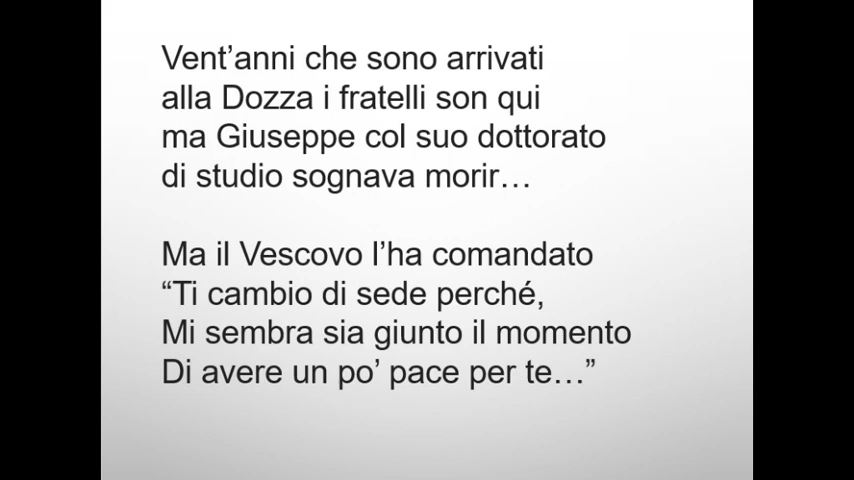 Vent’anni che sono arrivati
alla Dozza i fratelli son qui
ma Giuseppe col suo dottorato
di studio sognava morir…
Ma il Vescovo l’ha comandato
“Ti cambio di sede perché,
Mi sembra sia giunto il momento
Di avere un po’ pace per te…”